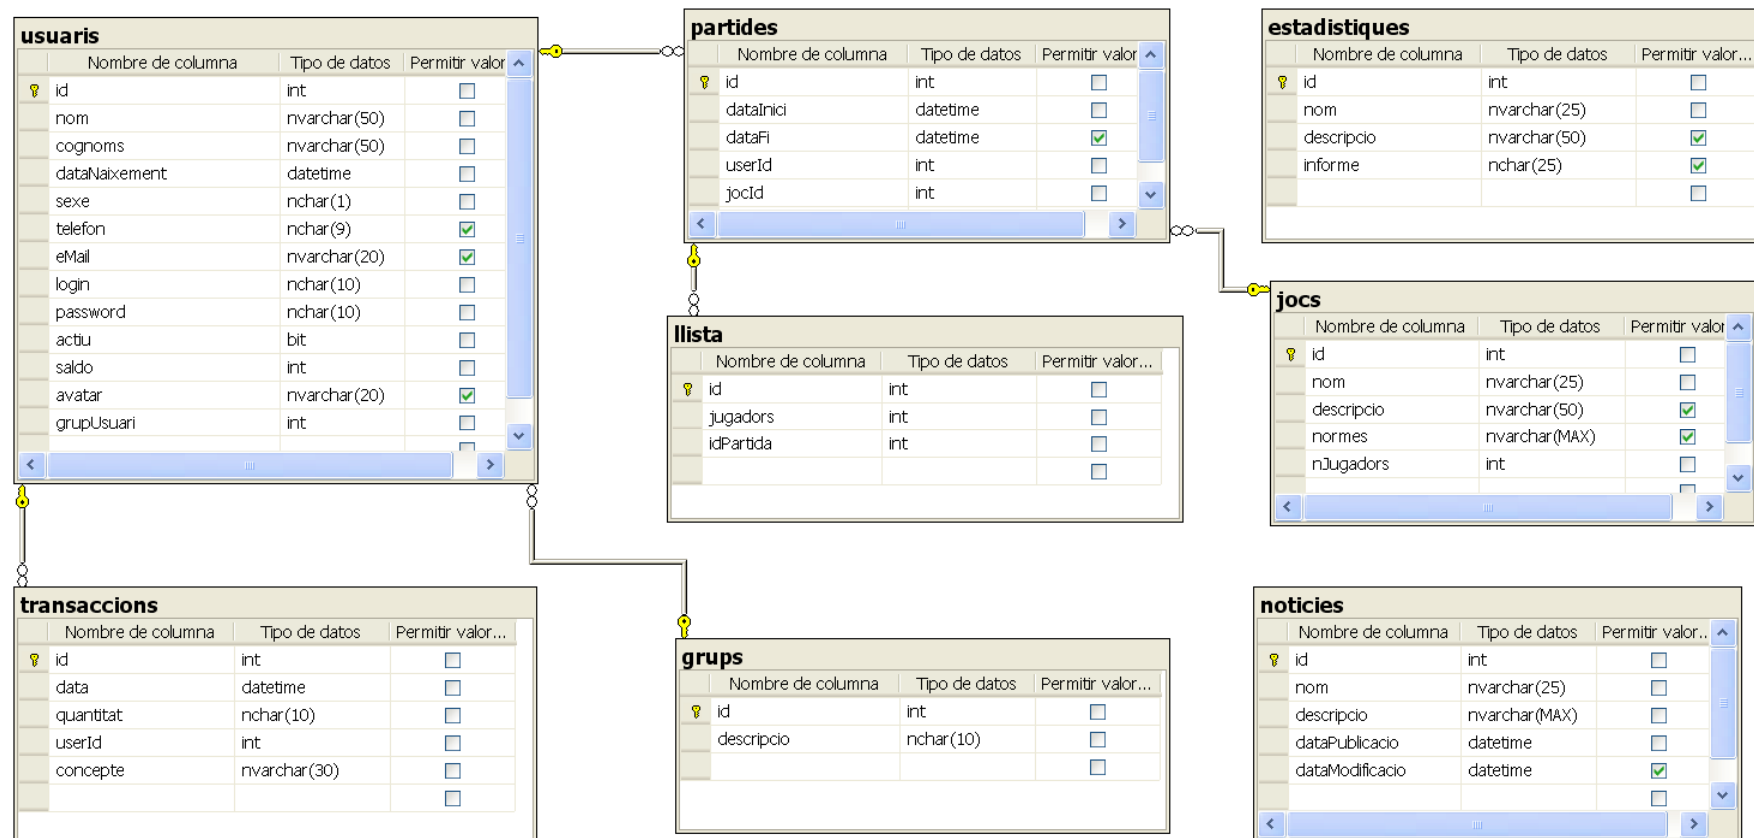 usuaris
Nombre de columna Tipo de datos Permitir valor
id int
nom nvarchar(50)
cognoms nvarchar(50)
dataNaixement datetime
sexe nchar(1)
telefon nchar(9)
eMail nvarchar(20)
login nchar(10)
password nchar(10)
actiu bit
saldo int
avatar nvarchar(20)
grupUsuari int
partides
Nombre de columna Tipo de datos Permitir valor
id int
dataInici datetime
dataFi datetime
userId int
jocId int
estadistiques
Nombre de columna Tipo de datos Permitir valor...
id int
nom nvarchar(25)
descripcio nvarchar(50)
informe nchar(25)
llista
Nombre de columna Tipo de datos Permitir valor...
id int
jugadors int
idPartida int
jocs
Nombre de columna Tipo de datos Permitir valor
id int
nom nvarchar(25)
descripcio nvarchar(50)
normes nvarchar(MAX)
nJugadors int
transaccions
Nombre de columna Tipo de datos Permitir valor...
id int
data datetime
quantitat nchar(10)
userId int
concepte nvarchar(30)
grups
Nombre de columna Tipo de datos Permitir valor...
id int
descripcio nchar(10)
noticies
Nombre de columna Tipo de datos Permitir valor..
id int
nom nvarchar(25)
descripcio nvarchar(MAX)
dataPublicacio datetime
dataModificacio datetime